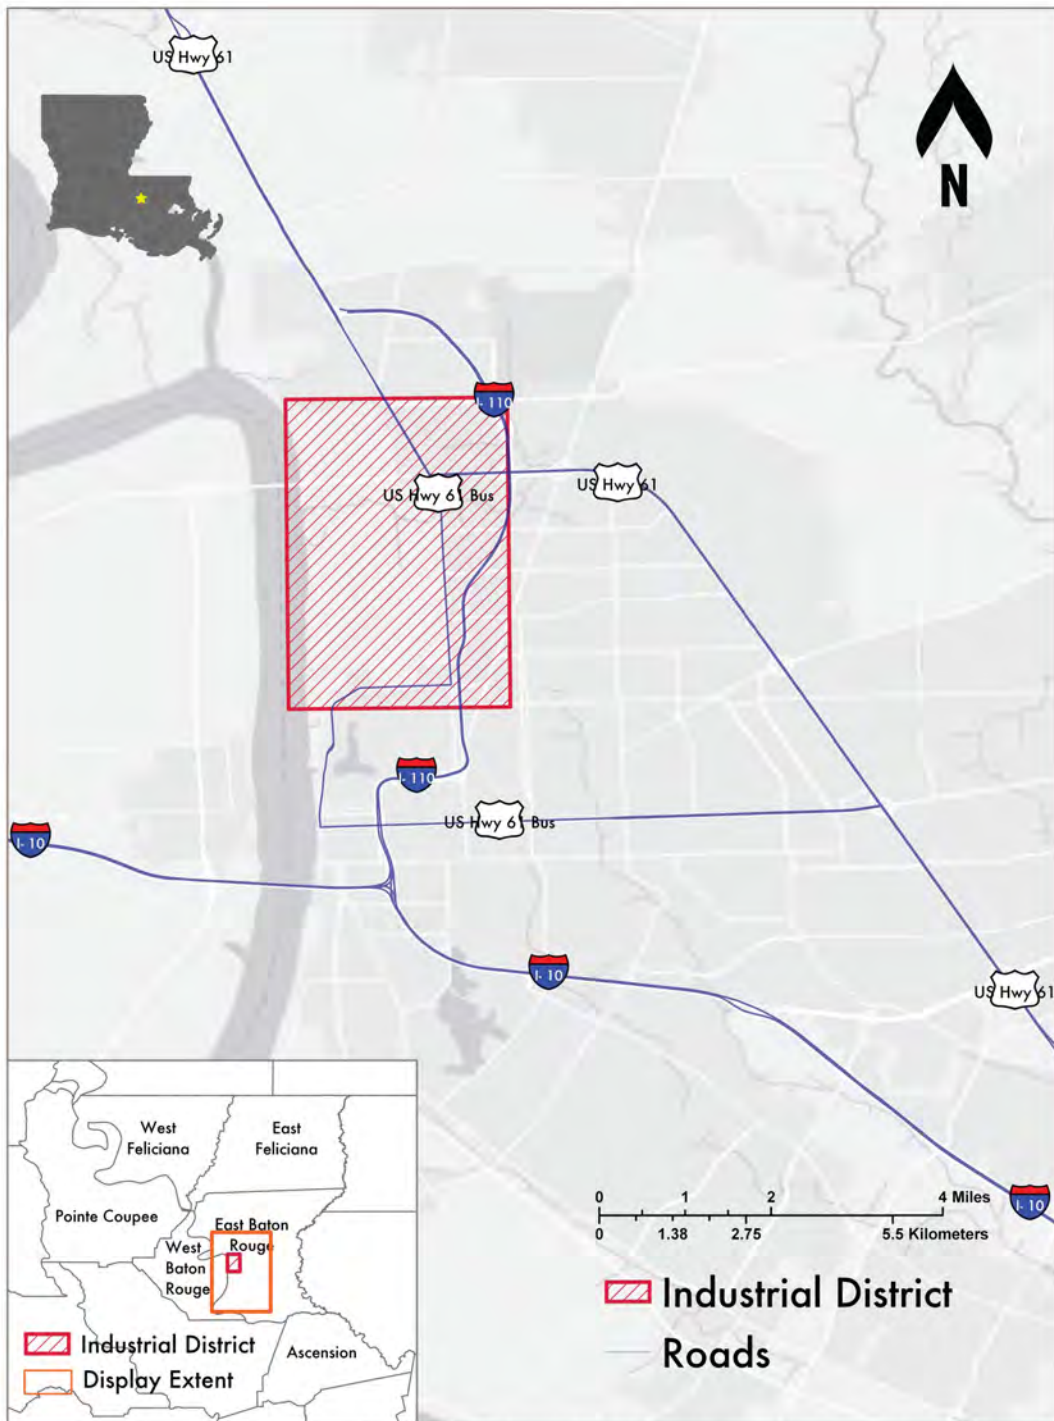 US Hwy 61
N
I- 110
US Hwy 61 Bus
US Hwy 61
I- 110
US Hwy 61 Bus
I- 10
I- 10
US Hwy 61
I- 10
West
Feliciana
East
Feliciana
Pointe Coupee
East Baton
Rouge
West
Baton
Rouge
Ascension
Industrial District
Display Extent
0 1 2 4 Miles
0 1.38 2.75 5.5 Kilometers
Industrial District
Roads